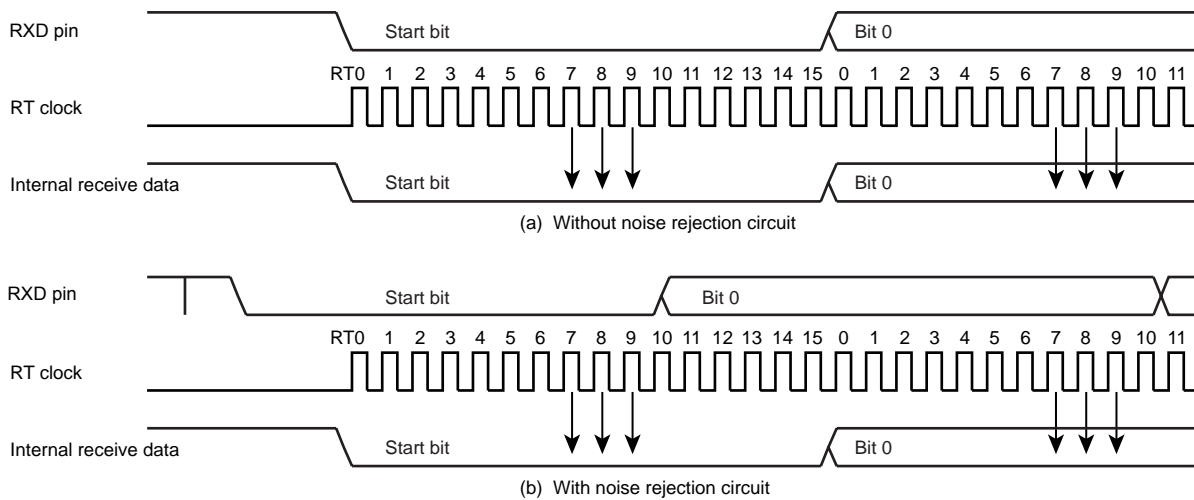 RXD pin Start bit Bit 0
RT0 1 2 3 4 5 6 7 8 9 10 11 12 13 14 15 0 1 2 3 4 5 6 7 8 9 10 11
RT clock
Internal receive data Start bit Bit 0
(a) Without noise rejection circuit
RXD pin Start bit Bit 0
RT0 1 2 3 4 5 6 7 8 9 10 11 12 13 14 15 0 1 2 3 4 5 6 7 8 9 10 11
RT clock
Internal receive data Start bit Bit 0
(b) With noise rejection circuit